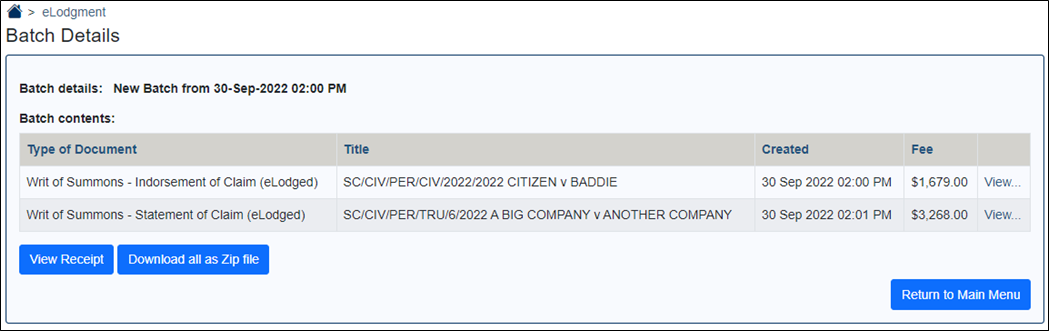 > eLodgment
Batch Details
Batch details: New Batch from 30-Sep-2022 02:00 PM
Batch contents:
Type of Document Title Created Fee
Writ of Summons - Indorsement of Claim (eLodged) SC/CIV/PER/CIV/2022/2022 CITIZEN v BADDIE 30 Sep 2022 02:00 PM $1,679.00 View...
Writ of Summons - Statement of Claim (eLodged) SC/CIV/PER/TRU/6/2022 A BIG COMPANY v ANOTHER COMPANY 30 Sep 2022 02:01 PM $3,268.00 View...
View Receipt Download all as Zip file
Return to Main Menu